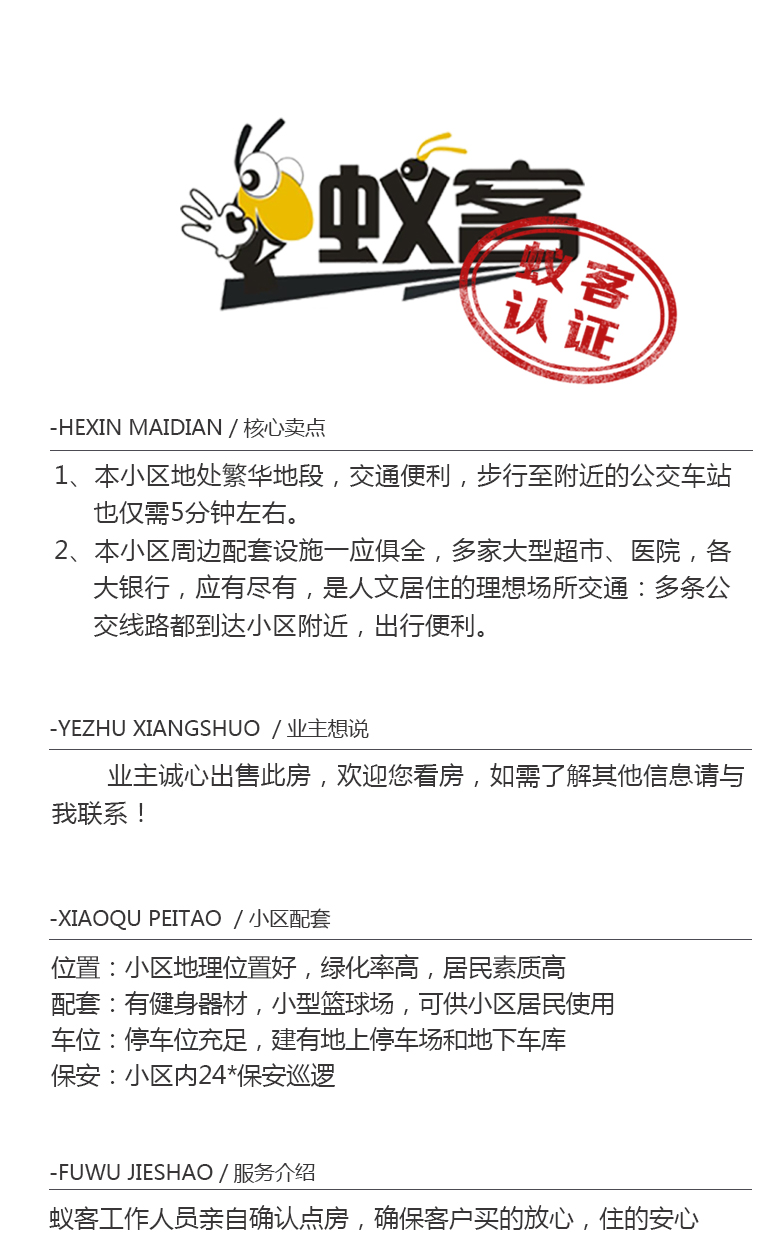 蚁客
蚁客
认证
-HEXIN MAIDIAN / 核心卖点
1、本小区地处繁华地段，交通便利，步行至附近的公交车站
也仅需5分钟左右。
2、本小区周边配套设施一应俱全，多家大型超市、医院，各
大银行，应有尽有，是人文居住的理想场所交通：多条公
交线路都到达小区附近，出行便利。
-YEZHU XIANGSHUO / 业主想说
业主诚心出售此房，欢迎您看房，如需了解其他信息请与
我联系！
-XIAOQU PEITAO / 小区配套
位置：小区地理位置好，绿化率高，居民素质高
配套：有健身器材，小型篮球场，可供小区居民使用
车位：停车位充足，建有地上停车场和地下车库
保安：小区内24*保安巡逻
-FUWU JIESHAO / 服务介绍
蚁客工作人员亲自确认点房，确保客户买的放心，住的安心